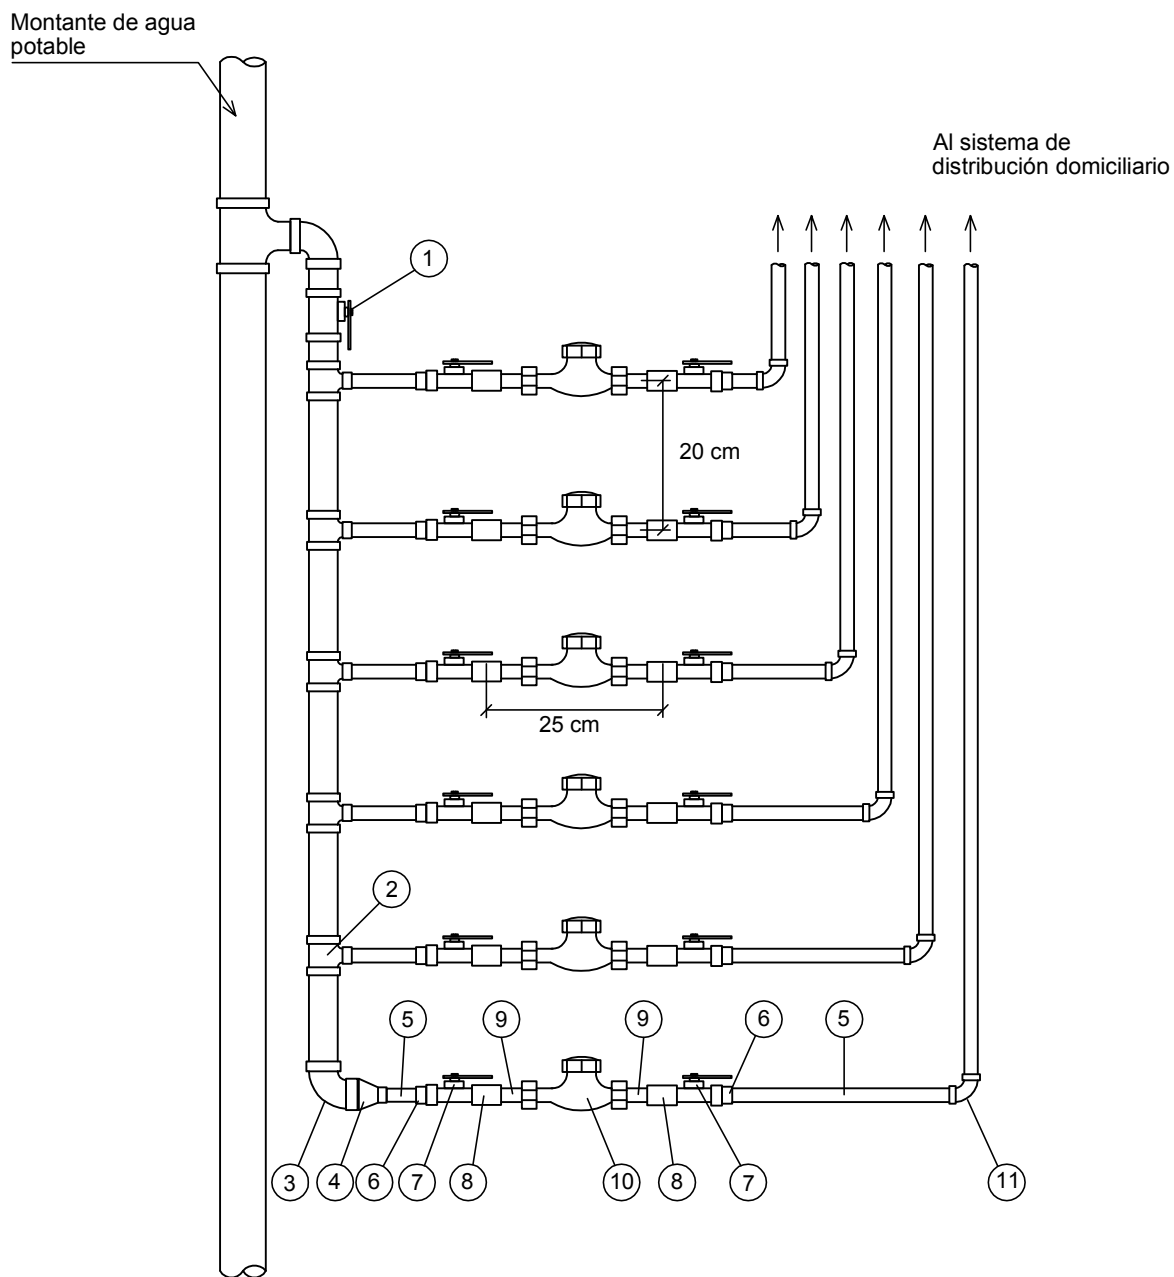 Montante de agua
potable
Al sistema de
distribución domiciliario
1
20 cm
25 cm
2
5
9
9
6
5
3
4
6
7
8
10
8
7
11